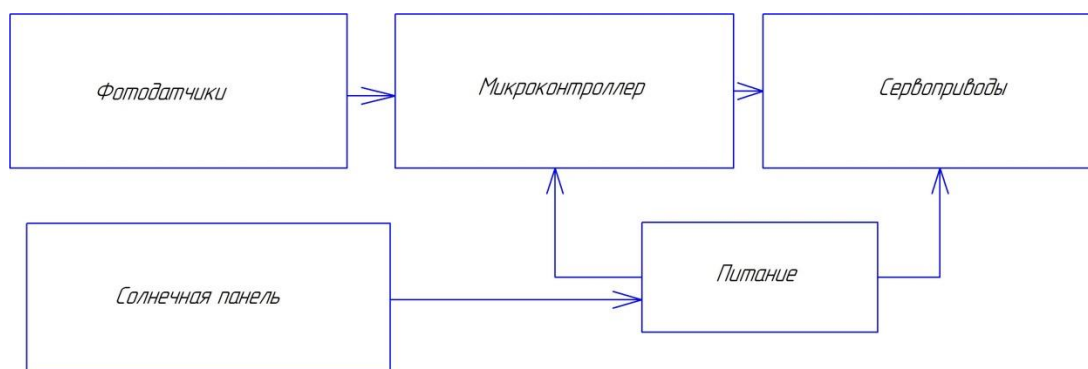 Фотодатчики
Микроконтроллер
Сервоприводы
Солнечная панель
Питание